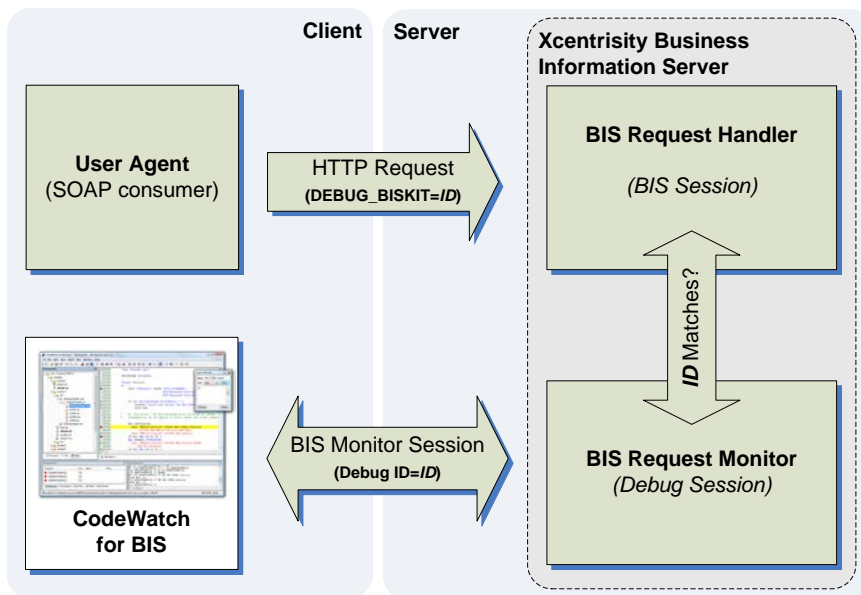 Client
Server
Xcentrisity Business
Information Server
User Agent
(SOAP consumer)
HTTP Request
(DEBUG_BISKIT=ID)
BIS Request Handler
(BIS Session)
ID Matches?
CodeWatch
for BIS
BIS Monitor Session
(Debug ID=ID)
BIS Request Monitor
(Debug Session)